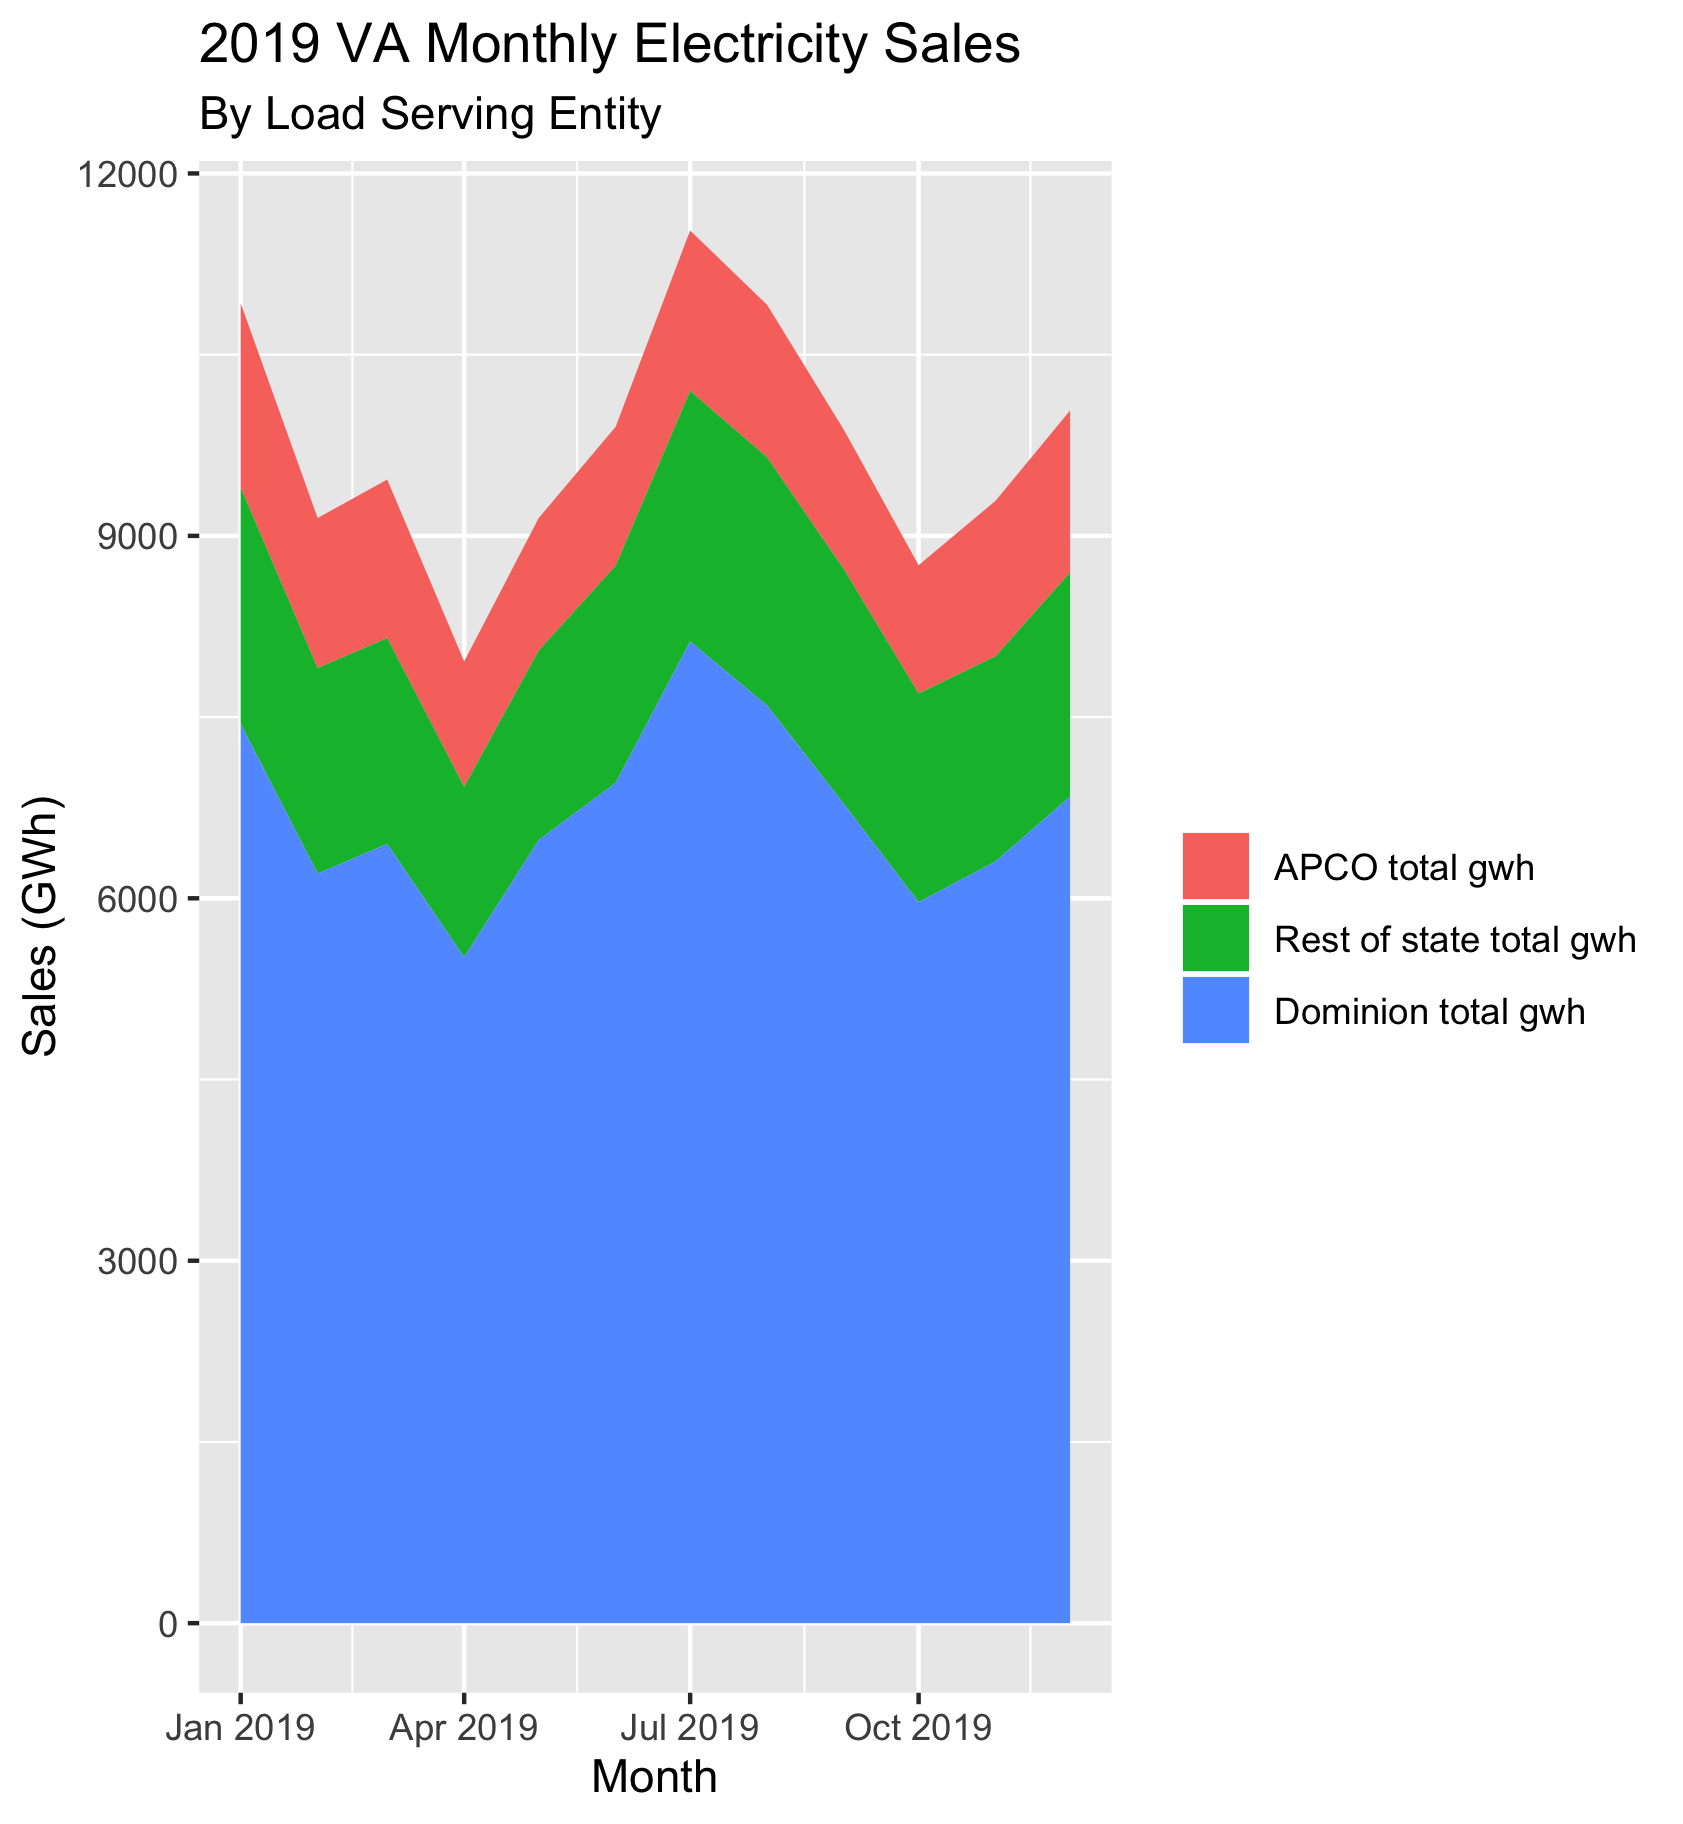 2019 VA Monthly Electricity Sales
By Load Serving Entity
12000
9000
6000
3000
0
Sales (GWh)
Jan 2019 Apr 2019 Jul 2019 Oct 2019
Month
APCO total gwh
Rest of state total gwh
Dominion total gwh